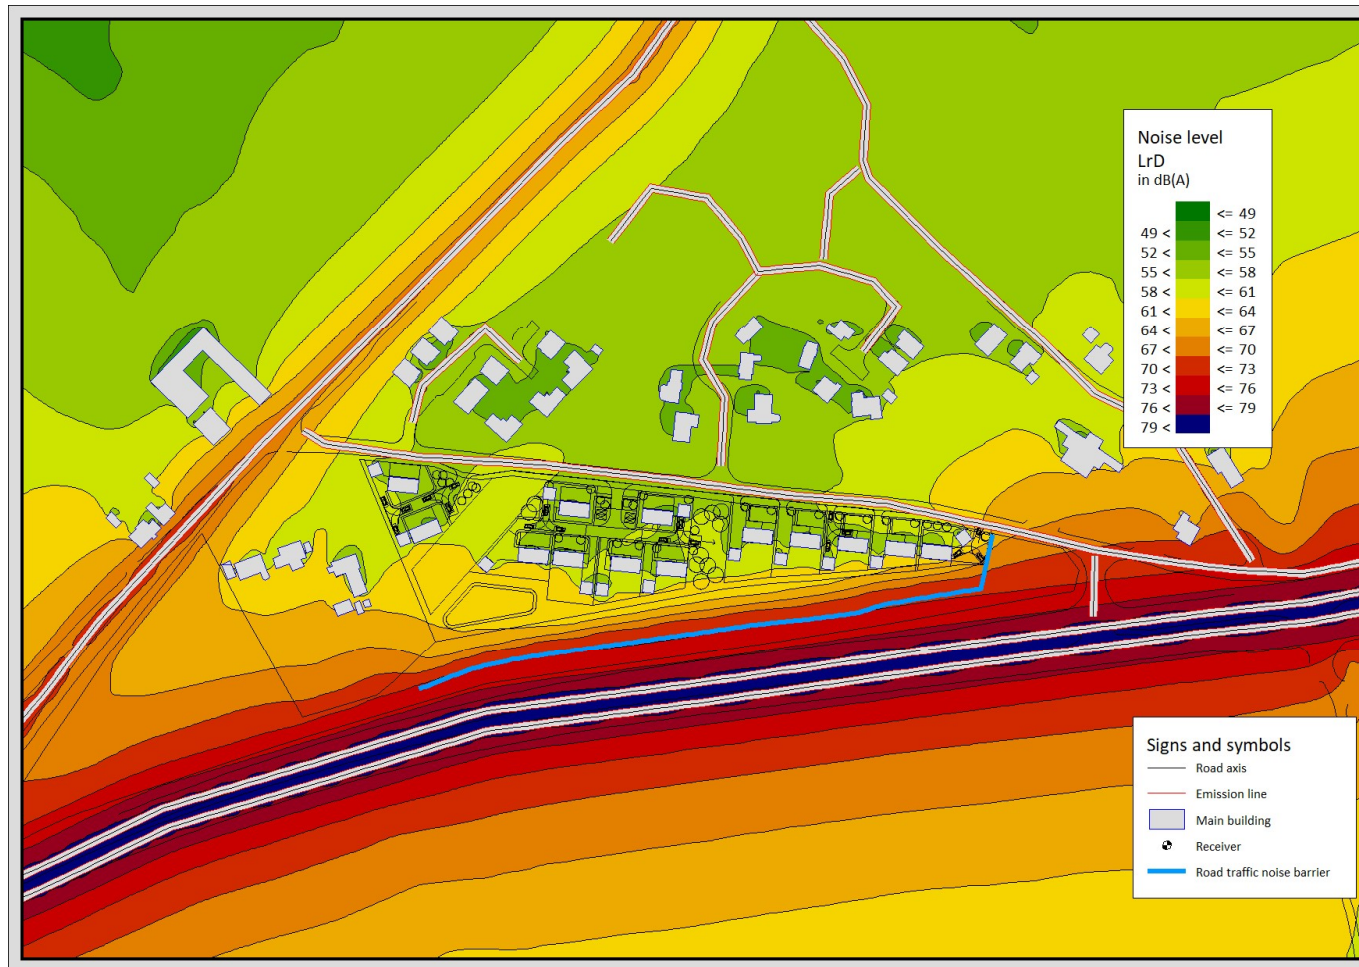 Noise level
LrD
in dB(A)
<= 49
49 < <= 52
52 < <= 55
55 < <= 58
58 < <= 61
61 < <= 64
64 < <= 67
67 < <= 70
70 < <= 73
73 < <= 76
76 < <= 79
79 <
Signs and symbols
Road axis
Emission line
Main building
Receiver
Road traffic noise barrier